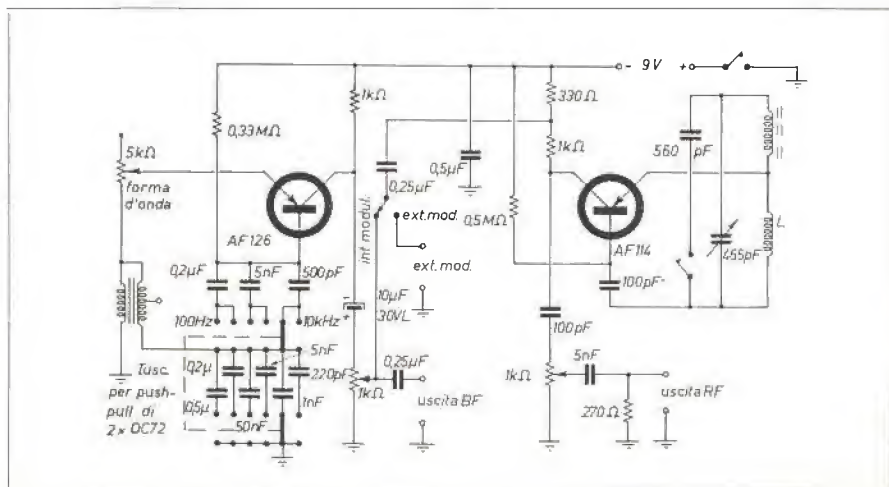 - 9V +
1kΩ
330Ω
0,33MΩ
1kΩ
560 pF
5kΩ
0,5µF
0,25µF
forma
d'onda
ext.mod.
0,5MΩ
L
AF126
int modul.
AF114
ext. mod.
455pF
0,2µF
5nF
500pF
100pF
10µF
30VL
100Hz
10kHz
100pF
5nF
0,25µF
5nF
Tusc.
0,2µ
220pF
1kΩ
1kΩ
per push-
uscita BF
uscita RF
pull di
0,5µ
1nF
270Ω
2x OC72
50nF